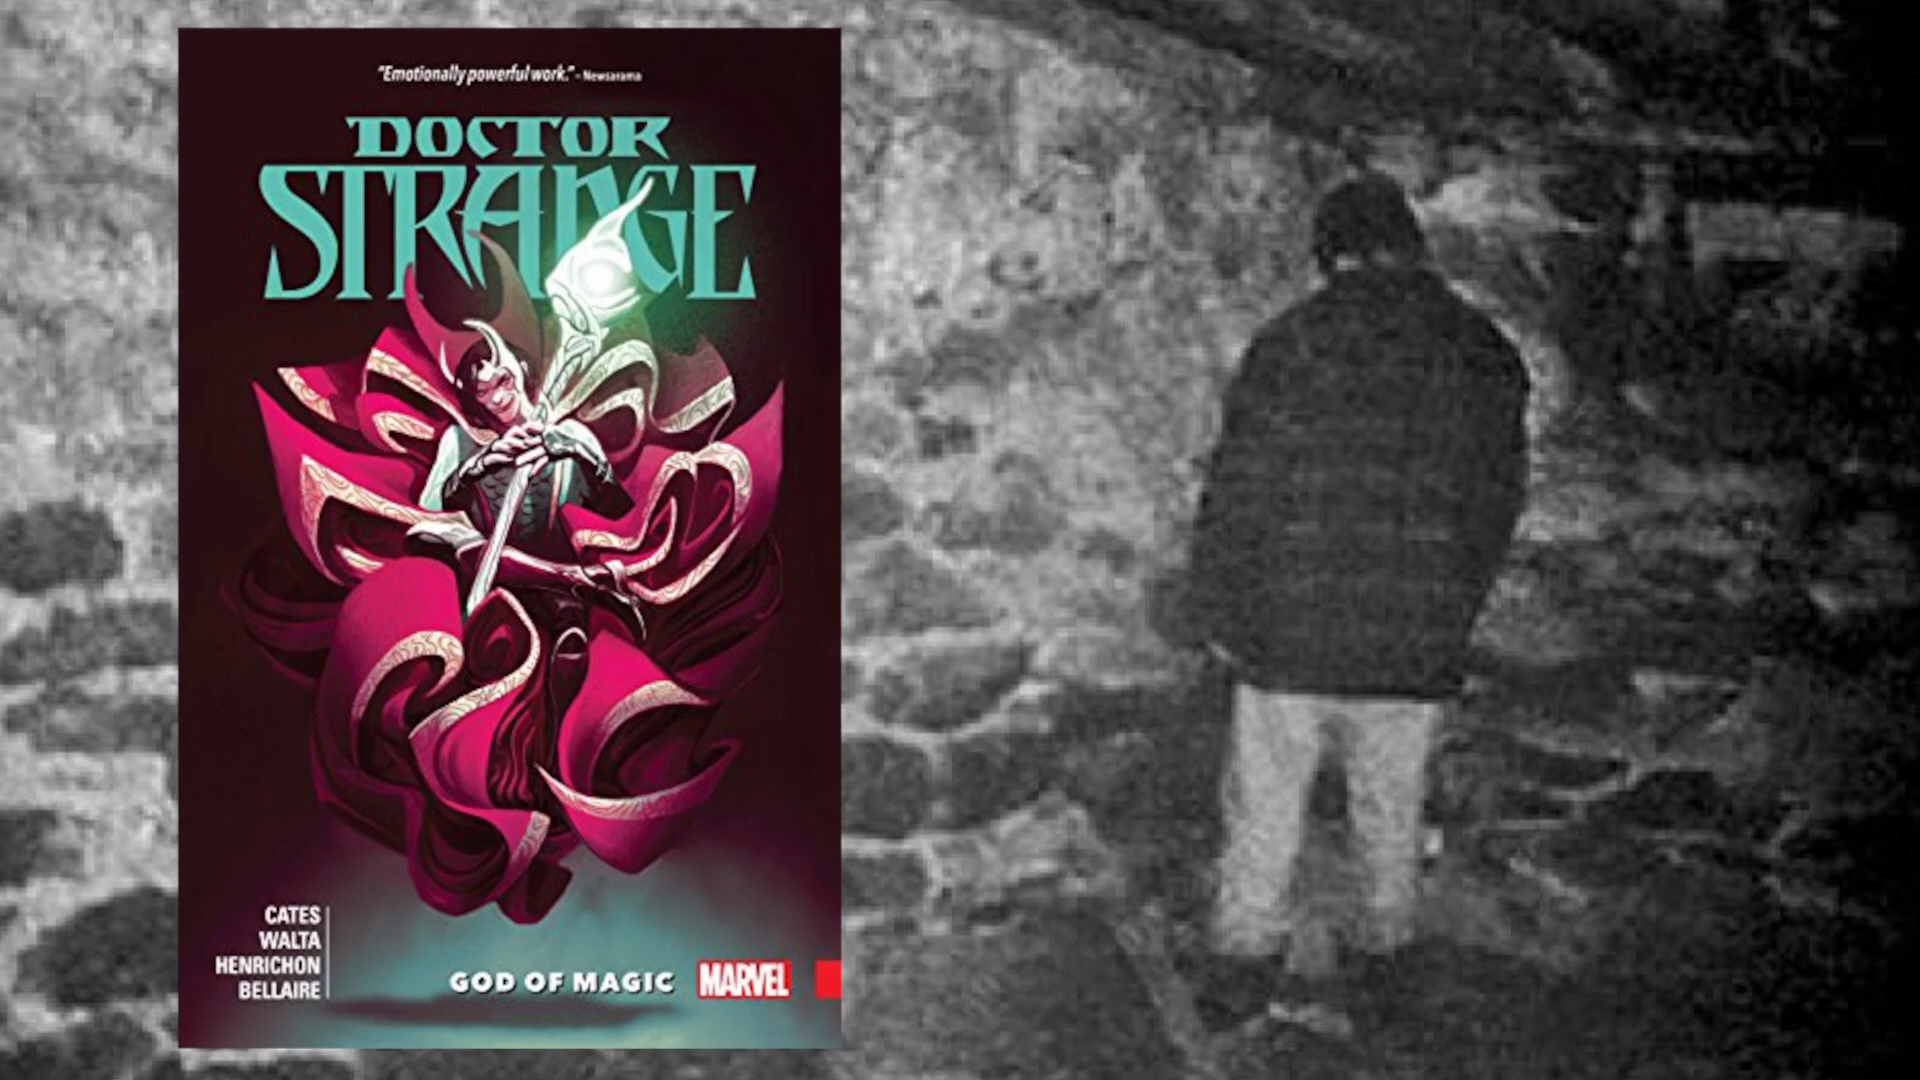 "Emotionally powerful work." – Newsarama
DOCTOR
STRANGE
CATES
WALTA
HENRICHON
BELLAIRE
GOD OF MAGIC
MARVEL